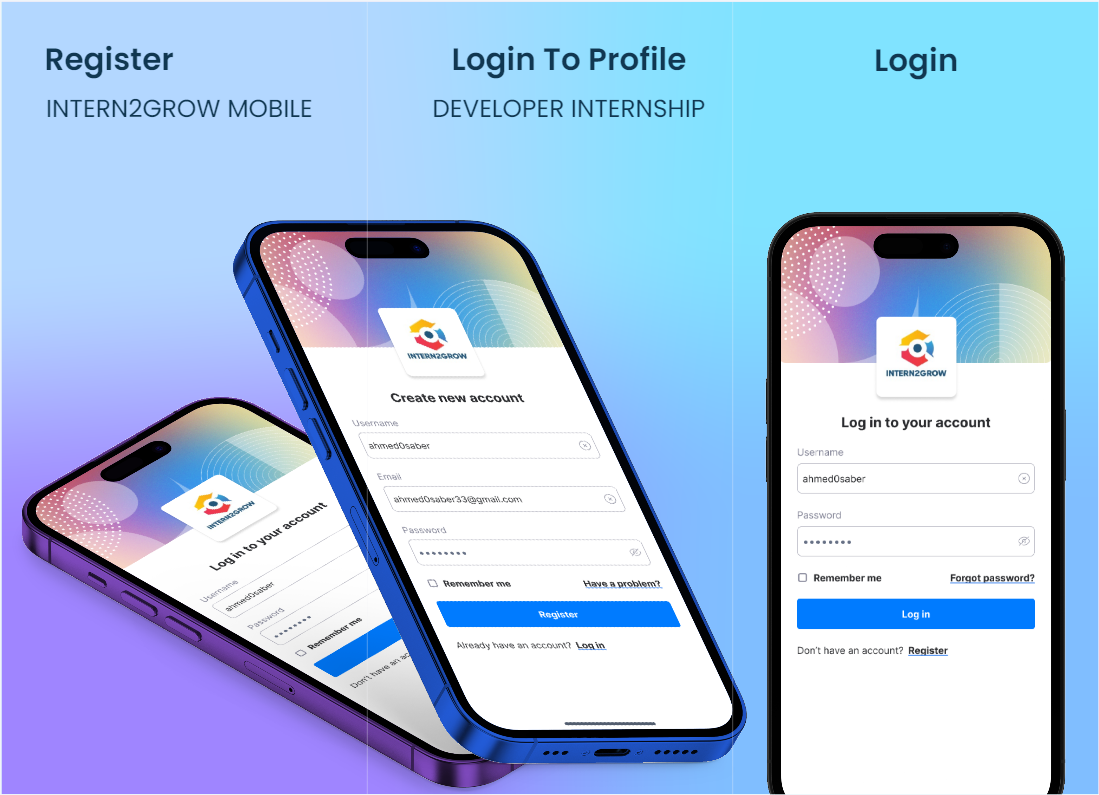 Register
INTERN2GROW MOBILE
Login To Profile
DEVELOPER INTERNSHIP
Login
INTERN2GROW
Log in to your account
Username
ahmed0saber
Password
Remember me
Don't have an ac
INTERN2GROW
Create new account
Username
ahmed0saber
Email
ahmed0saber33@gmail.com
Password
Remember me Have a problem?
Register
Already have an account? Log in
INTERN2GROW
Log in to your account
Username
ahmed0saber
Password
Remember me Forgot password?
Log in
Don't have an account? Register